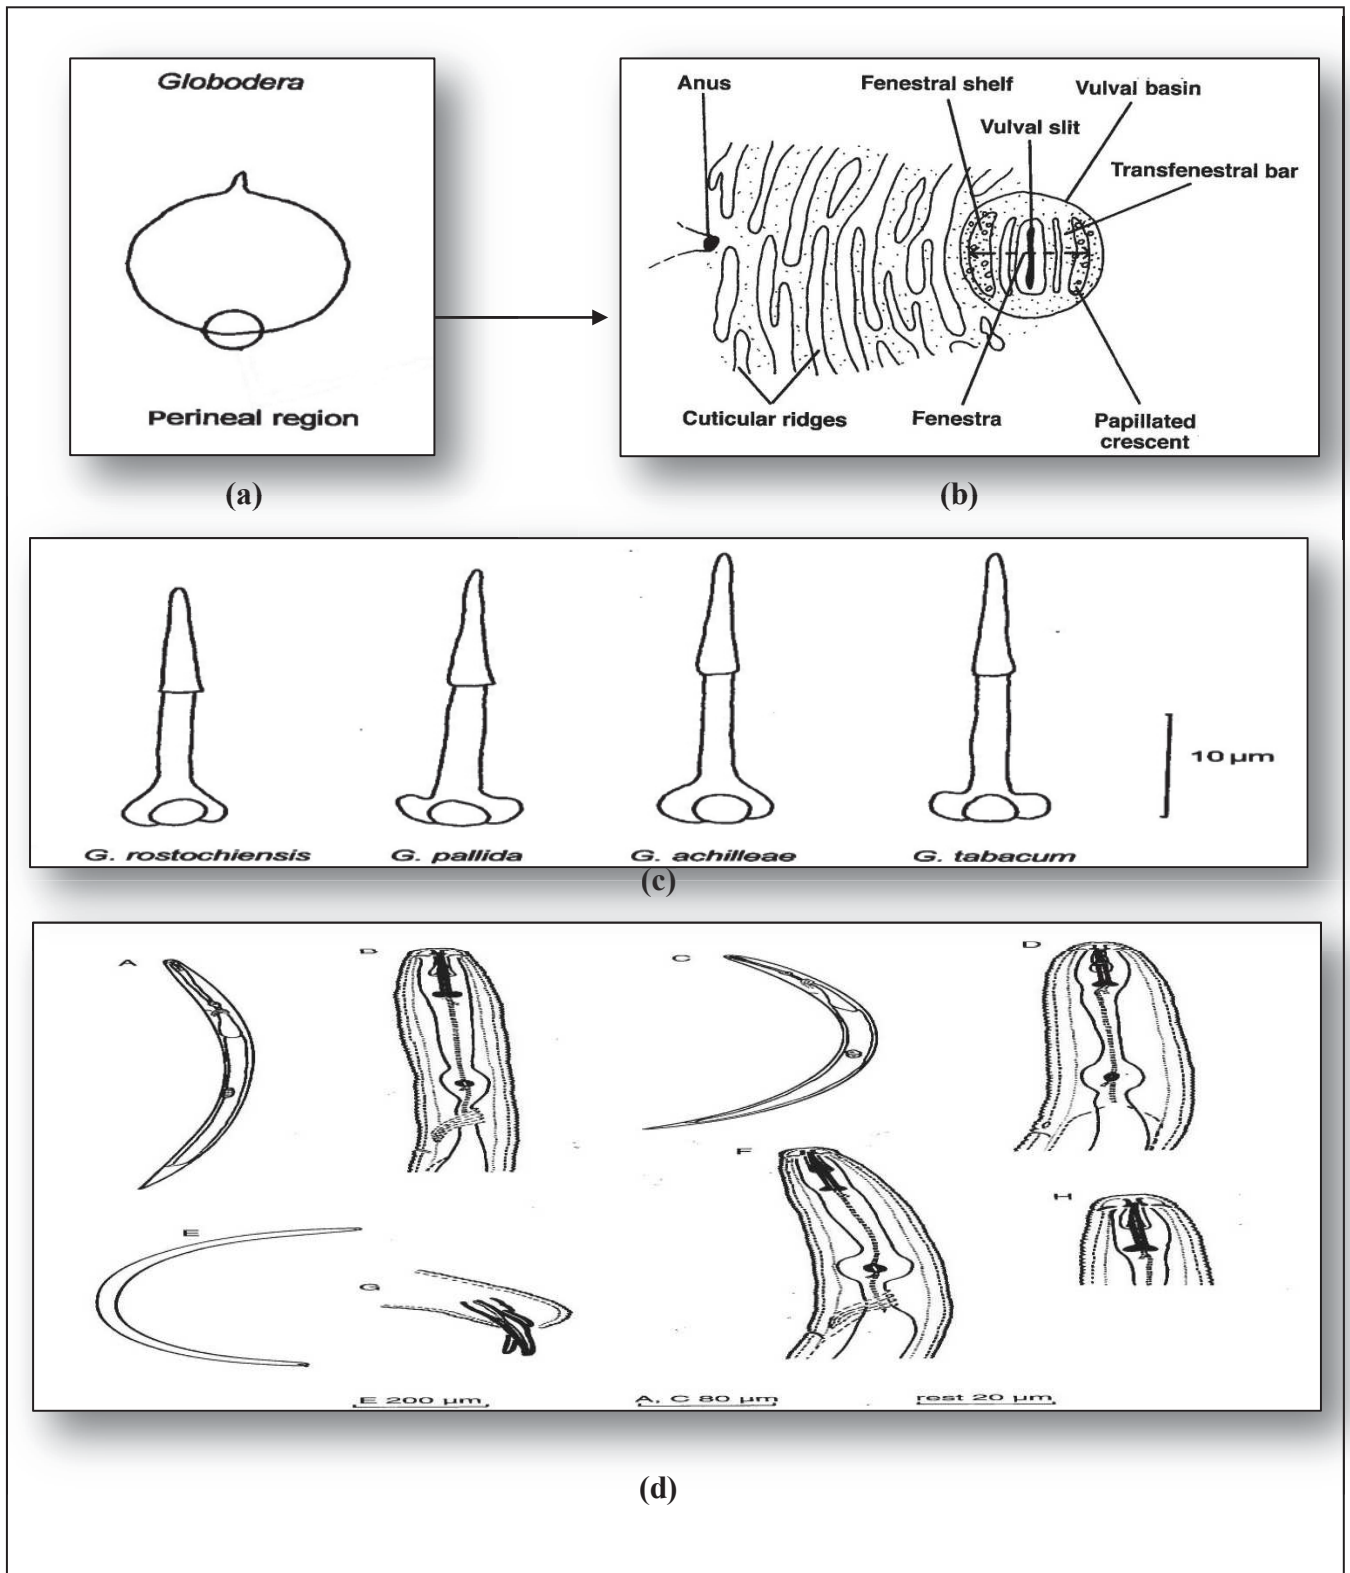 Globodera
Perineal region
(a)
Anus
Fenestral shelf
Vulval basin
Vulval slit
Transfenestral bar
Cuticular ridges
Fenestra
Papillated
crescent
(b)
10 µm
G. rostochiensis
G. pallida
G. achilleae
G. tabacum
(c)
A
B
C
D
E
F
G
H
E 200 µm
A, C 80 µm
rest 20 µm
(d)